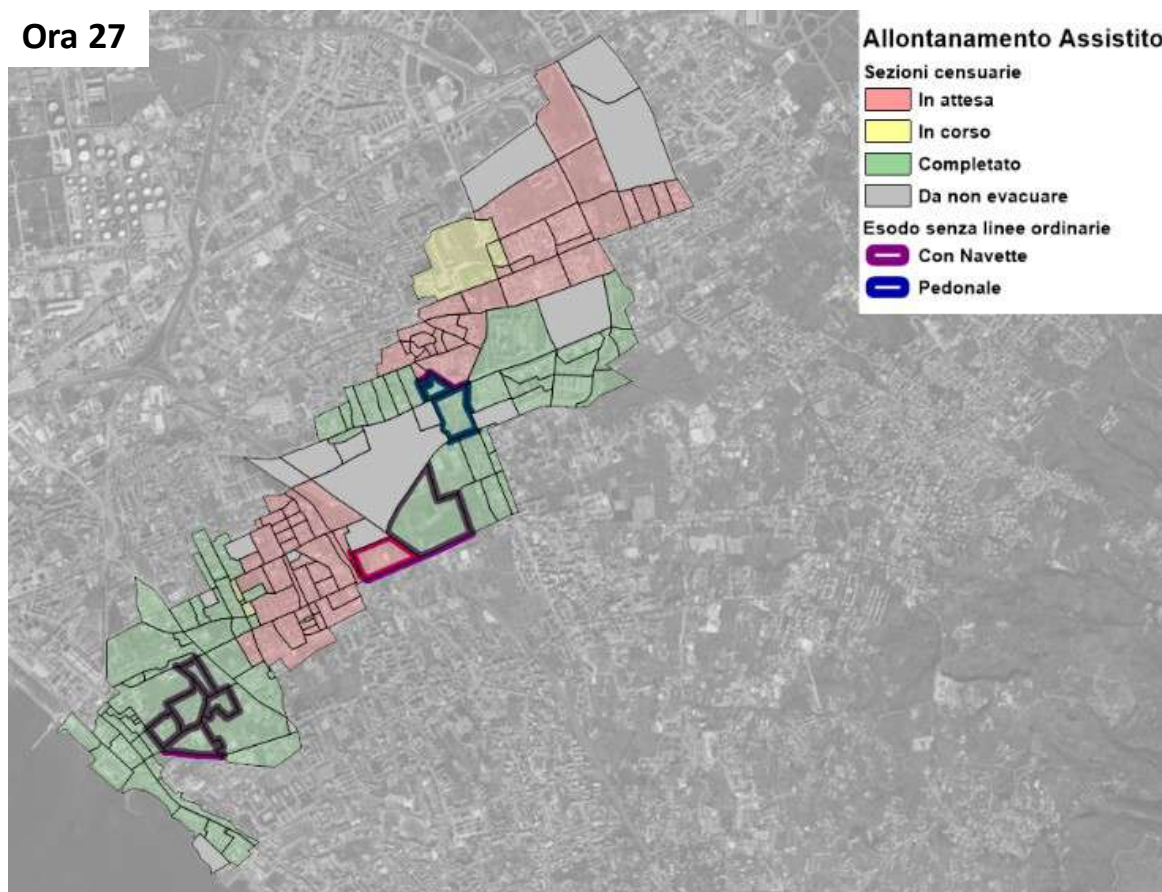 Ora 27
Allontanamento Assistito
Sezioni censuarie
In attesa
In corso
Completato
Da non evacuare
Esodo senza linee ordinarie
Con Navette
Pedonale